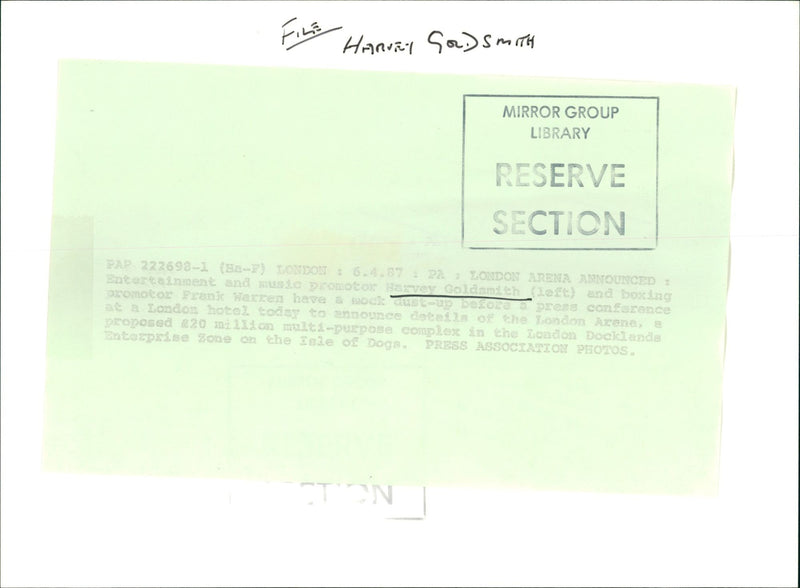 FILE HARVEY GOLDSMITH
MIRROR GROUP
LIBRARY
RESERVE
SECTION
PAP 222698-1 (Ha-F) LONDON : 6.4.87 : PA : LONDON ARENA ANNOUNCED :
Entertainment and music promotor Harvey Goldsmith (left) and boxing
promotor Frank Warren have a mock dust-up before a press conference
at a London hotel today to announce details of the London Arena, a
proposed £20 million multi-purpose complex in the London Docklands
Enterprise Zone on the Isle of Dogs. PRESS ASSOCIATION PHOTOS.